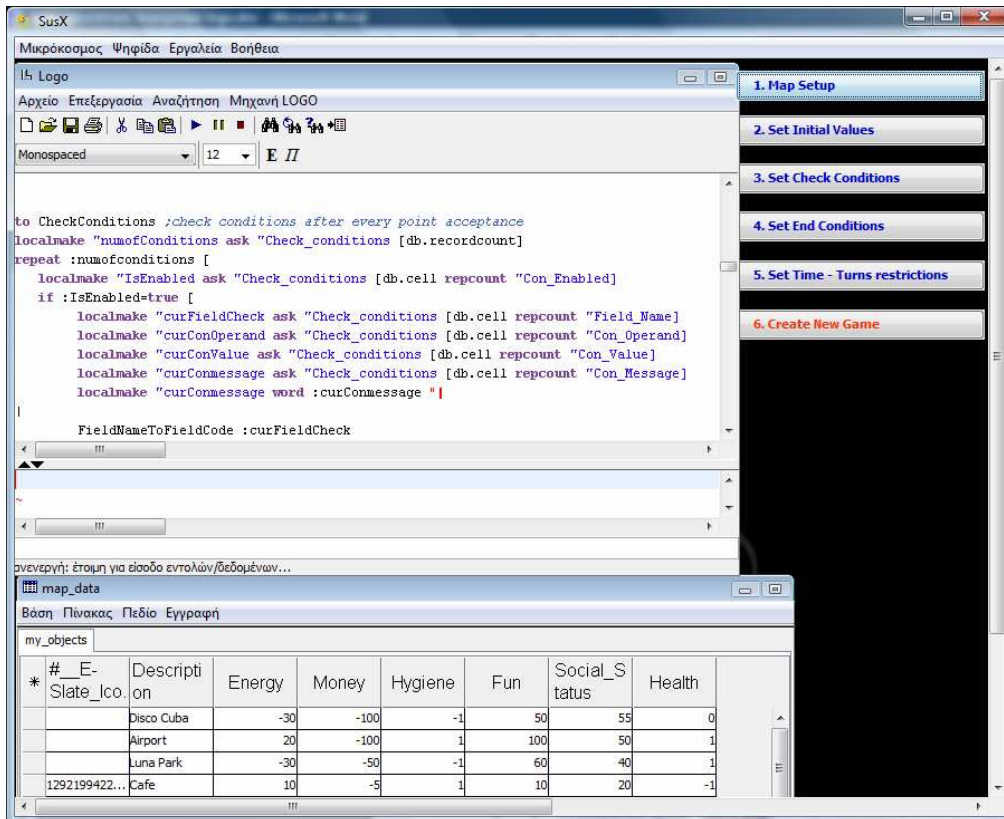 SusX
Μικρόκοσμος Ψηφίδα Εργαλεία Βοήθεια
Logo
Αρχείο Επεξεργασία Αναζήτηση Μηχανή LOGO
Monospaced 12 E Π
to CheckConditions ;check conditions after every point acceptance
localmake "numofConditions ask "Check_conditions [db.recordcount]
repeat :numofconditions [
localmake "IsEnabled ask "Check_conditions [db.cell repcount "Con_Enabled]
if :IsEnabled=true [
localmake "curFieldCheck ask "Check_conditions [db.cell repcount "Field_Name]
localmake "curConOperand ask "Check_conditions [db.cell repcount "Con_Operand]
localmake "curConValue ask "Check_conditions [db.cell repcount "Con_Value]
localmake "curConmessage ask "Check_conditions [db.cell repcount "Con_Message]
localmake "curConmessage word :curConmessage "|
|
FieldNameToFieldCode :curFieldCheck
~
ανενεργή: έτοιμη για είσοδο εντολών/δεδομένων...
1. Map Setup
2. Set Initial Values
3. Set Check Conditions
4. Set End Conditions
5. Set Time - Turns restrictions
6. Create New Game
map_data
Βάση Πίνακας Πεδίο Εγγραφή
my_objects
* #__E-Slate_Ico. Description Energy Money Hygiene Fun Social_Status Health
Disco Cuba -30 -100 -1 50 55 0
Airport 20 -100 1 100 50 1
Luna Park -30 -50 -1 60 40 1
1292199422... Cafe 10 -5 1 10 20 -1